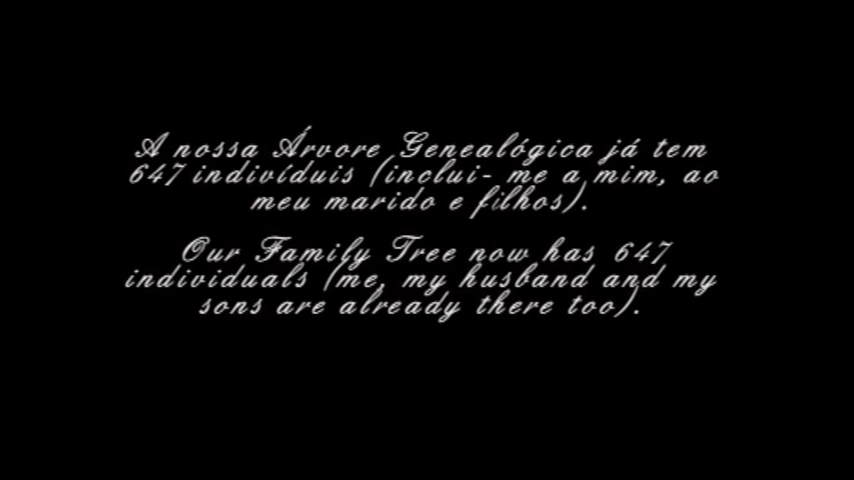 A nossa Árvore Genealógica já tem
647 indivíduis (inclui- me a mim, ao
meu marido e filhos).
Our Family Tree now has 647
individuals (me, my husband and my
sons are already there too).